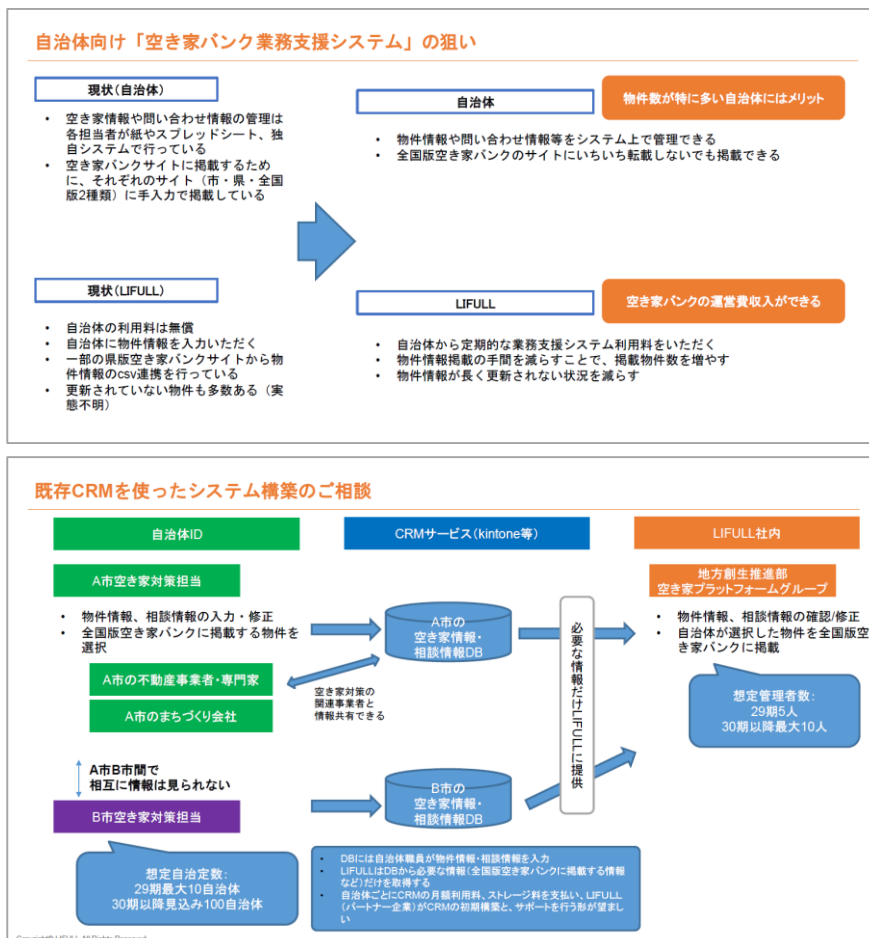 自治体向け「空き家バンク業務支援システム」の狙い
現状(自治体)
• 空き家情報や問い合わせ情報の管理は
各担当者が紙やスプレッドシート、独
自システムで行っている
• 空き家バンクサイトに掲載するため
に、それぞれのサイト（市・県・全国
版2種類）に手入力で掲載している
自治体
物件数が特に多い自治体にはメリット
• 物件情報や問い合わせ情報等をシステム上で管理できる
• 全国版空き家バンクのサイトにいちいち転載しないでも掲載できる
現状(LIFULL)
• 自治体の利用料は無償
• 自治体に物件情報を入力いただく
• 一部の県版空き家バンクサイトから物
件情報のcsv連携を行っている
• 更新されていない物件も多数ある（実
態不明）
LIFULL
空き家バンクの運営費収入ができる
• 自治体から定期的な業務支援システム利用料をいただく
• 物件情報掲載の手間を減らすことで、掲載物件数を増やす
• 物件情報が長く更新されない状況を減らす
既存CRMを使ったシステム構築のご相談
自治体ID
CRMサービス(kintone等)
LIFULL社内
A市空き家対策担当
• 物件情報、相談情報の入力・修正
• 全国版空き家バンクに掲載する物件を
選択
A市の不動産事業者・専門家
A市のまちづくり会社
A市B市間で
相互に情報は見られない
B市空き家対策担当
想定自治定数：
29期最大10自治体
30期以降見込み100自治体
A市の
空き家情報・
相談情報DB
空き家対策の
関連事業者と
情報共有できる
B市の
空き家情報・
相談情報DB
必要な情報だけLIFULLに提供
• DBには自治体職員が物件情報・相談情報を入力
• LIFULLはDBから必要な情報(全国版空き家バンクに掲載する情報
など)だけを取得する
• 自治体ごとにCRMの月額利用料、ストレージ料を支払い、LIFULL
(パートナー企業)がCRMの初期構築と、サポートを行う形が望まし
い
地方創生推進部
空き家プラットフォームグループ
• 物件情報、相談情報の確認/修正
• 自治体が選択した物件を全国版空
き家バンクに掲載
想定管理者数：
29期5人
30期以降最大10人
Copyright© LIFULL All Rights Reserved.